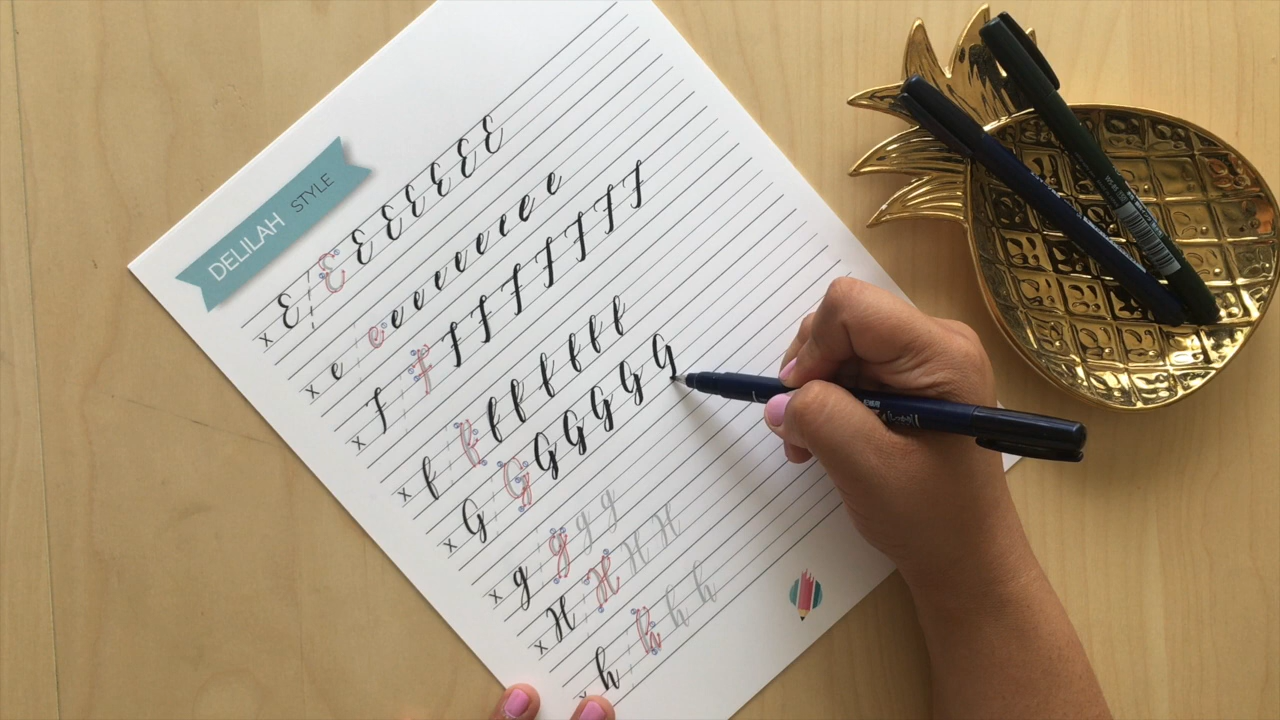 DELILAH STYLE
x E E E E E E E E
x e e e e e e e e e e
x F F F F F F F F F
x f f f f f f f f
x G G G G G G G
x g g g g
x H H H H
x h h h h